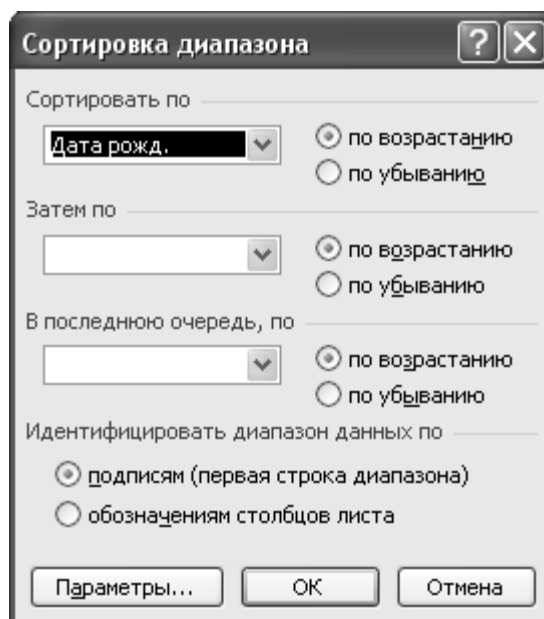 Сортировка диапазона
Сортировать по
Дата рожд.
по возрастанию
по убыванию
Затем по
по возрастанию
по убыванию
В последнюю очередь, по
по возрастанию
по убыванию
Идентифицировать диапазон данных по
подписям (первая строка диапазона)
обозначениям столбцов листа
Параметры... ОК Отмена